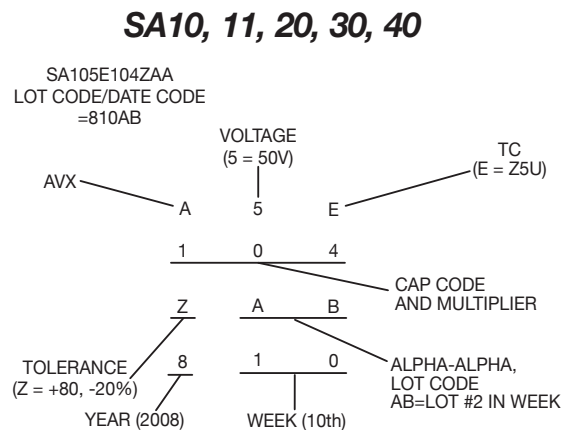 SA10, 11, 20, 30, 40
SA105E104ZAA
LOT CODE/DATE CODE
=810AB
VOLTAGE
(5 = 50V)
TC
(E = Z5U)
AVX
A 5 E
1 0 4
CAP CODE
AND MULTIPLIER
Z A B
TOLERANCE
(Z = +80, -20%)
8 1 0
ALPHA-ALPHA,
LOT CODE
AB=LOT #2 IN WEEK
YEAR (2008)
WEEK (10th)